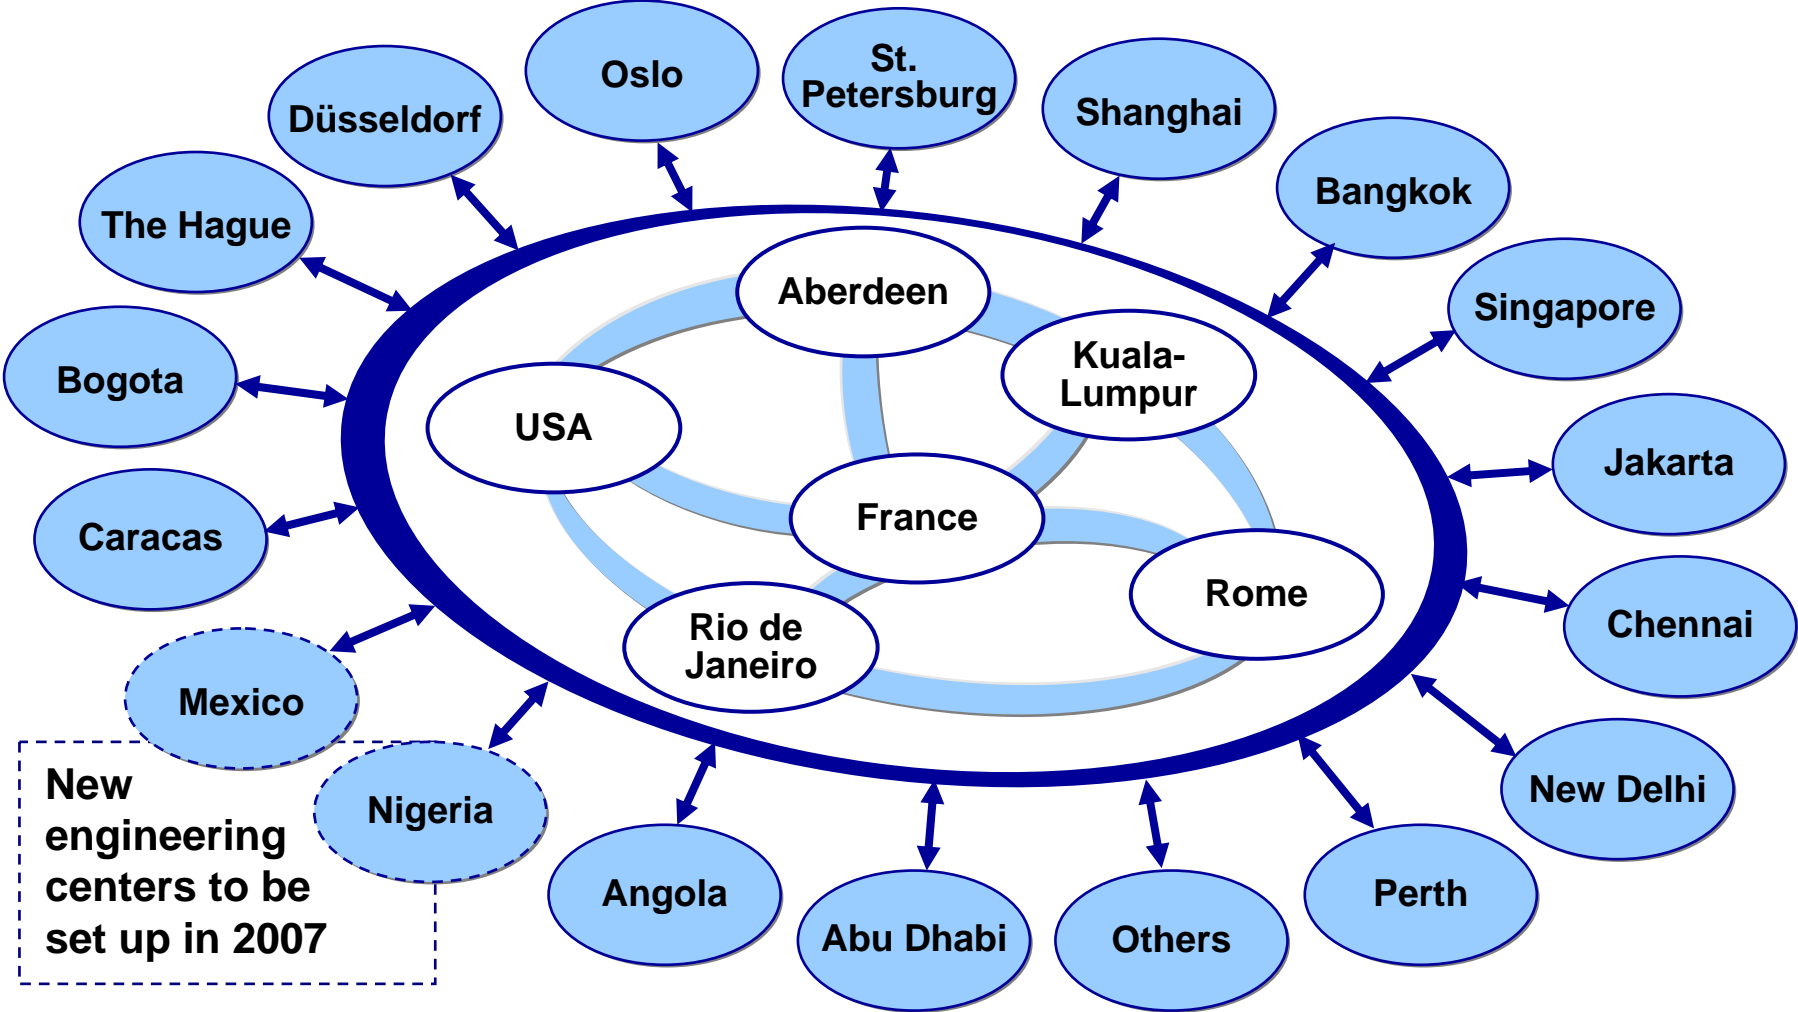 Oslo
St.
Petersburg
Düsseldorf
Shanghai
Bangkok
The Hague
Aberdeen
Singapore
Kuala-
Lumpur
Bogota
USA
Jakarta
France
Caracas
Rome
Chennai
Rio de
Janeiro
Mexico
New
engineering
centers to be
set up in 2007
Nigeria
New Delhi
Angola
Perth
Abu Dhabi
Others